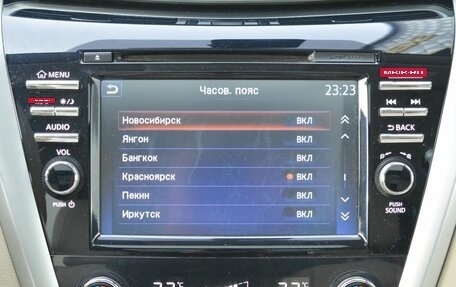 MENU
AUDIO
VOL
PUSH
Часов. пояс
23:23
Новосибирск ВКЛ
Янгон ВКЛ
Бангкок ВКЛ
Красноярск ВКЛ
Пекин ВКЛ
Иркутск ВКЛ
BACK
PUSH
SOUND